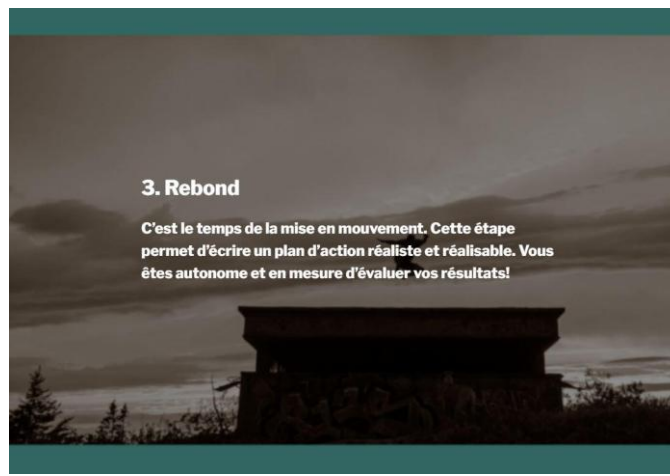 3. Rebond
C'est le temps de la mise en mouvement. Cette étape
permet d'écrire un plan d'action réaliste et réalisable. Vous
êtes autonome et en mesure d'évaluer vos résultats!